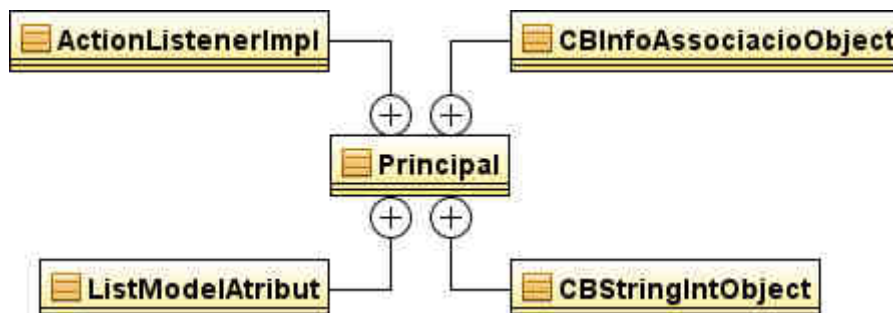 ActionListenerImpl
CBInfoAssociacioObject
Principal
ListModelAtribut
CBStringIntObject